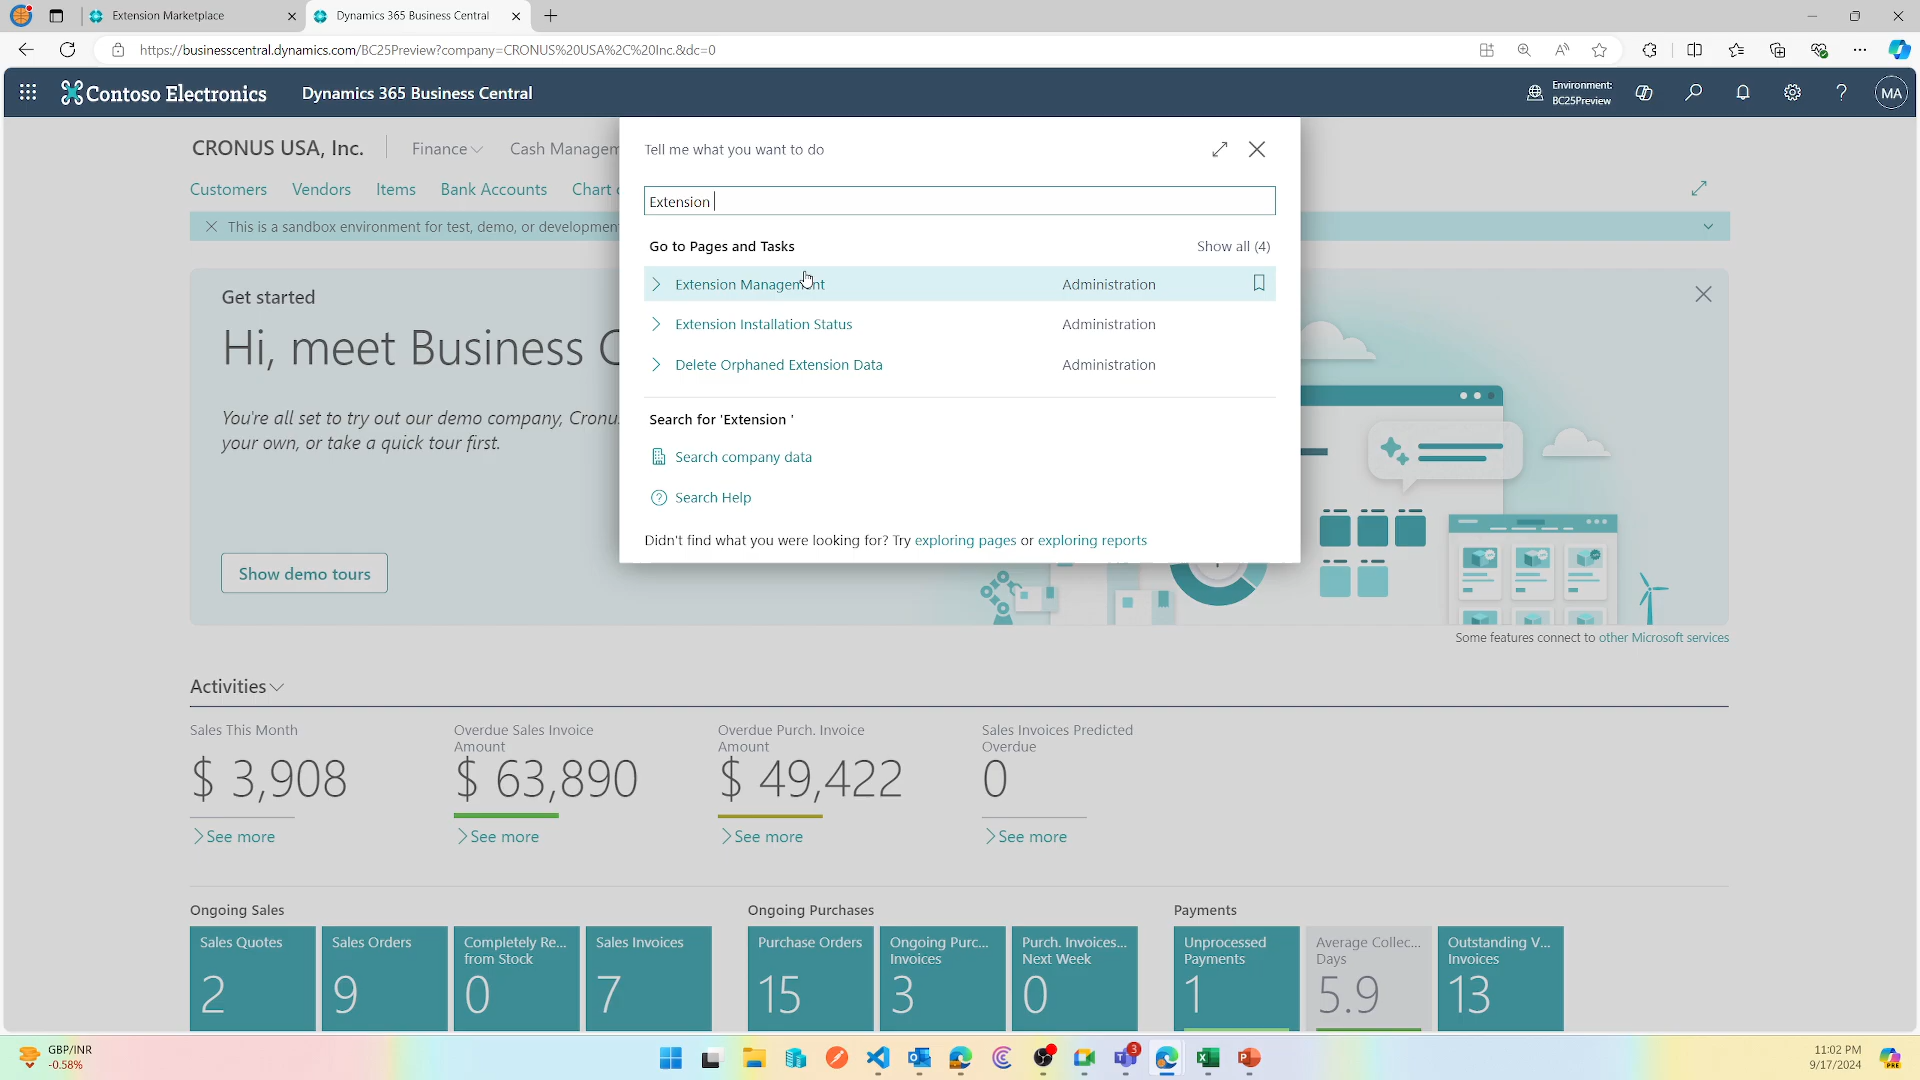 Extension Marketplace
Dynamics 365 Business Central
https://businesscentral.dynamics.com/BC25Preview?company=CRONUS%20USA%2C%20Inc.&dc=0
Contoso Electronics
Dynamics 365 Business Central
Environment:
BC25Preview
MA
CRONUS USA, Inc.
Finance
Cash Managem
Customers
Vendors
Items
Bank Accounts
Chart
This is a sandbox environment for test, demo, or developmen
Get started
Hi, meet Business C
You're all set to try out our demo company, Cronu
your own, or take a quick tour first.
Show demo tours
Tell me what you want to do
Extension
Go to Pages and Tasks
Show all (4)
Extension Management
Administration
Extension Installation Status
Administration
Delete Orphaned Extension Data
Administration
Search for 'Extension '
Search company data
Search Help
Didn't find what you were looking for? Try exploring pages or exploring reports
Some features connect to other Microsoft services
Activities
Sales This Month
$ 3,908
See more
Overdue Sales Invoice
Amount
$ 63,890
See more
Overdue Purch. Invoice
Amount
$ 49,422
See more
Sales Invoices Predicted
Overdue
0
See more
Ongoing Sales
Sales Quotes
2
Sales Orders
9
Completely Re...
from Stock
0
Sales Invoices
7
Ongoing Purchases
Purchase Orders
15
Ongoing Purc...
Invoices
3
Purch. Invoices...
Next Week
0
Payments
Unprocessed
Payments
1
Average Collec...
Days
5.9
Outstanding V...
Invoices
13
GBP/INR
-0.58%
3
11:02 PM
9/17/2024
PRE